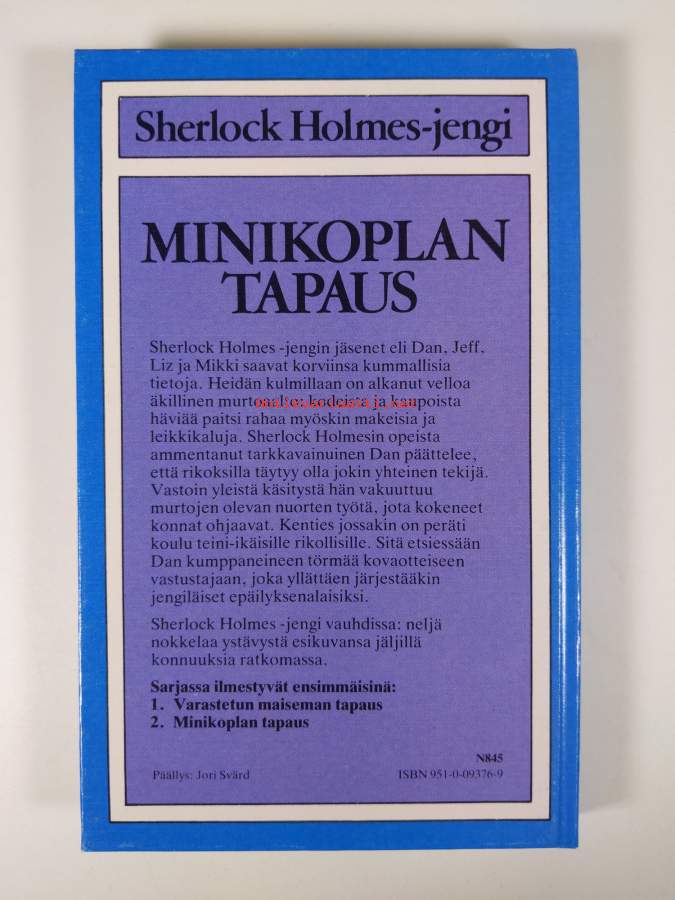 Sherlock Holmes-jengi
MINIKOPLAN
TAPAUS
Sherlock Holmes -jengin jäsenet eli Dan, Jeff,
Liz ja Mikki saavat korviinsa kummallisia
tietoja. Heidän kulmillaan on alkanut velloa
äkillinen murtoaalto: kodeista ja kaupoista
häviää paitsi rahaa myöskin makeisia ja
leikkikaluja. Sherlock Holmesin opeista
ammentanut tarkkavainuinen Dan päättelee,
että rikoksilla täytyy olla jokin yhteinen tekijä.
Vastoin yleistä käsitystä hän vakuuttuu
murtojen olevan nuorten työtä, jota kokeneet
konnat ohjaavat. Kenties jossakin on peräti
koulu teini-ikäisille rikollisille. Sitä etsiessään
Dan kumppaneineen törmää kovaotteiseen
vastustajaan, joka yllättäen järjestääkin
jengiläiset epäilyksenalaisiksi.
Sherlock Holmes -jengi vauhdissa: neljä
nokkelaa ystävystä esikuvansa jäljillä
konnuuksia ratkomassa.
Sarjassa ilmestyvät ensimmäisinä:
1. Varastetun maiseman tapaus
2. Minikoplan tapaus
N845
Päällys: Jori Svärd ISBN 951-0-09376-9